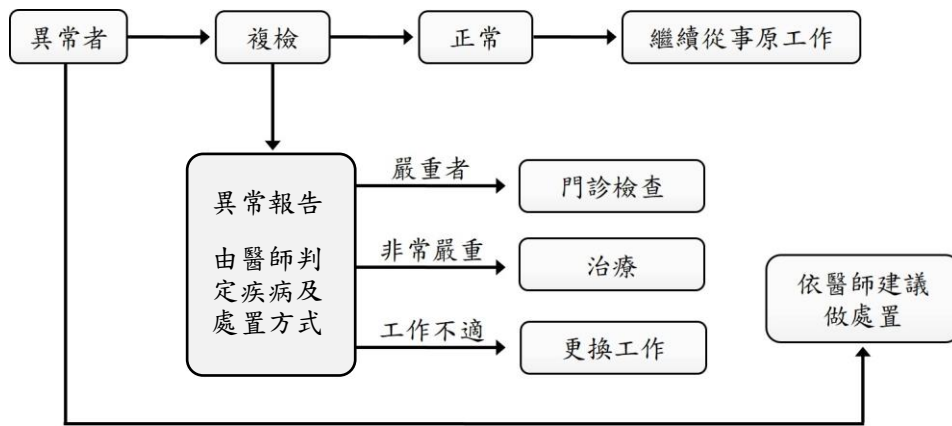 異常者
複檢
正常
繼續從事原工作
異常報告
由醫師判
定疾病及
處置方式
嚴重者
門診檢查
非常嚴重
治療
工作不適
更換工作
依醫師建議
做處置